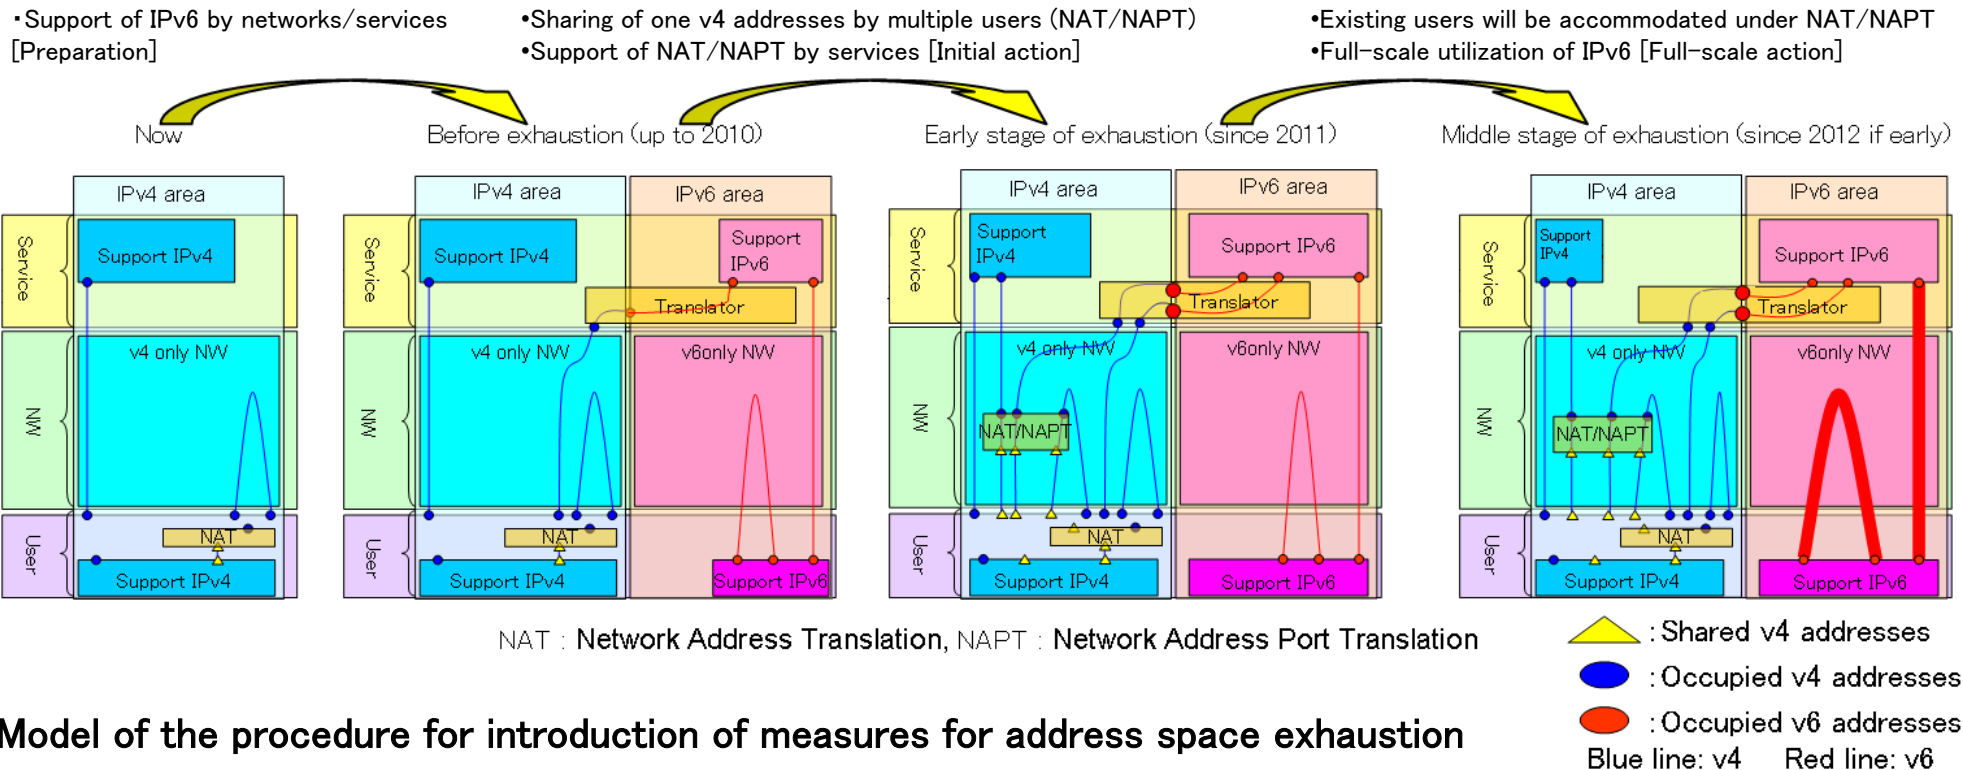 ・Support of IPv6 by networks/services
[Preparation]
•Sharing of one v4 addresses by multiple users (NAT/NAPT)
•Support of NAT/NAPT by services [Initial action]
•Existing users will be accommodated under NAT/NAPT
•Full-scale utilization of IPv6 [Full-scale action]
Now
Before exhaustion (up to 2010)
Early stage of exhaustion (since 2011)
Middle stage of exhaustion (since 2012 if early)
IPv4 area
Service
Support IPv4
NW
v4 only NW
User
NAT
Support IPv4
IPv4 area
IPv6 area
Service
Support IPv4
Support
IPv6
Translator
NW
v4 only NW
v6only NW
User
NAT
Support IPv4
Support IPv6
IPv4 area
IPv6 area
Service
Support
IPv4
Support IPv6
Translator
NW
v4 only NW
v6only NW
NAT/NAPT
User
NAT
Support IPv4
Support IPv6
IPv4 area
IPv6 area
Service
Support
IPv4
Support IPv6
Translator
NW
v4 only NW
v6only NW
NAT/NAPT
User
NAT
Support IPv4
Support IPv6
NAT : Network Address Translation, NAPT : Network Address Port Translation
: Shared v4 addresses
: Occupied v4 addresses
: Occupied v6 addresses
Blue line: v4 Red line: v6
Model of the procedure for introduction of measures for address space exhaustion